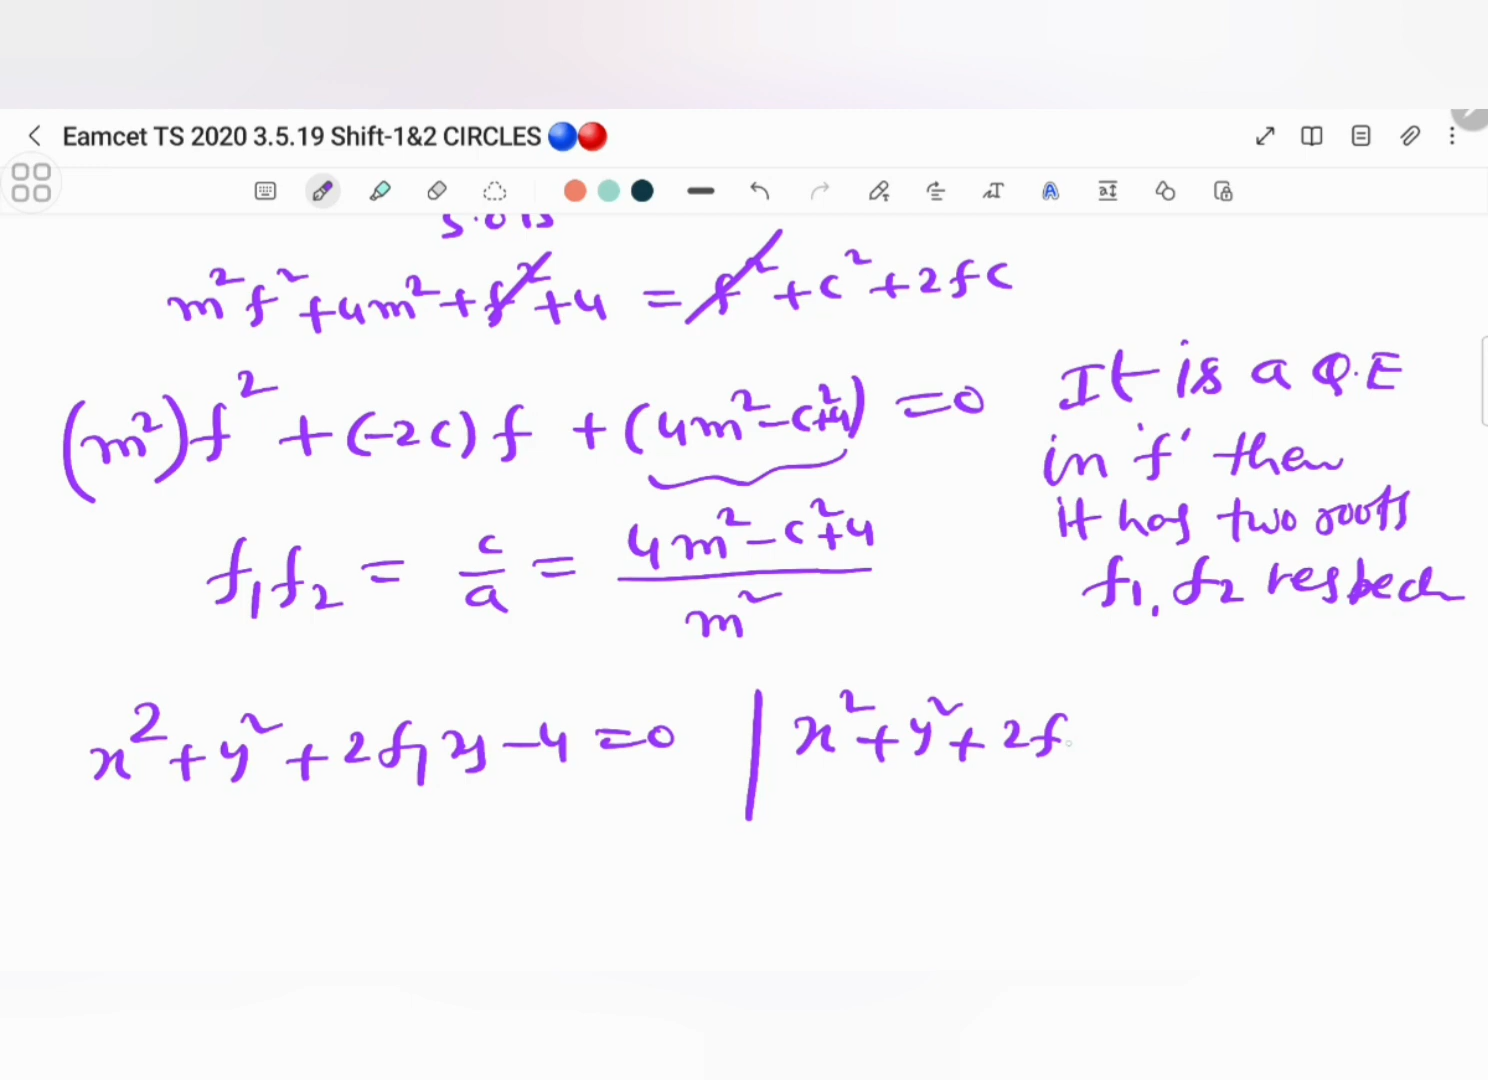 Eamcet TS 2020 3.5.19 Shift-1&2 CIRCLES 🔵🔴
S.O.B
m²f²+4m²+f²+4 = f²+c²+2fc
(m²)f² + (-2c)f + (4m²-c²+4) =0
It is a Q.E
in 'f' then
it has two roots
f₁, f₂ respect
f₁f₂ = c/a = (4m²-c²+4)/m²
x²+y²+2f₁y-4=0 | x²+y²+2f